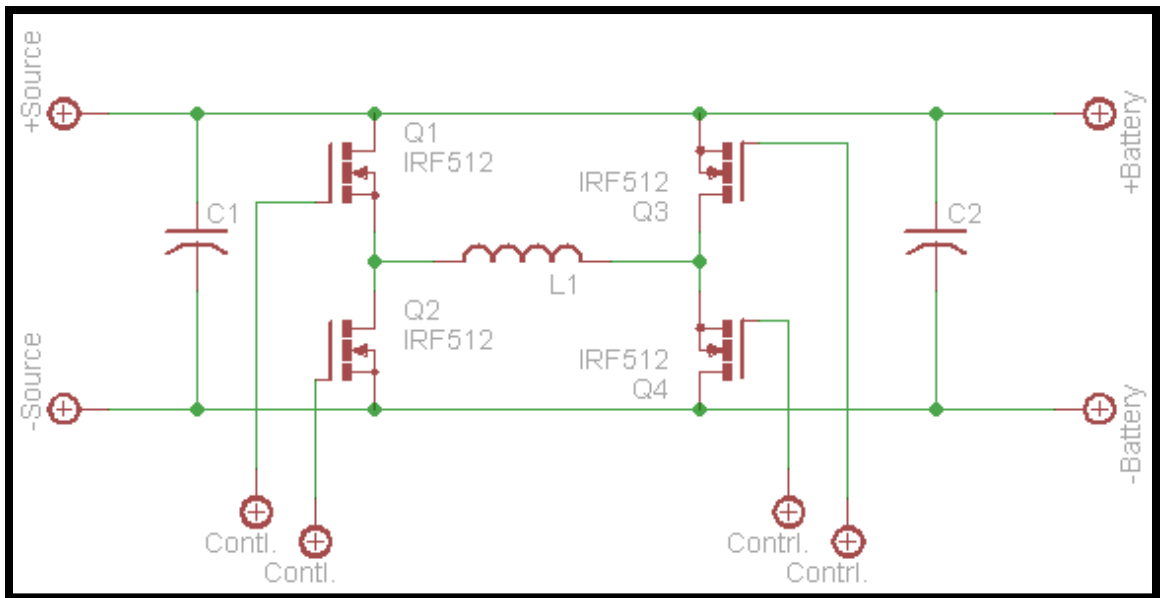 +Source
Q1
IRF512
IRF512
Q3
+Battery
C1
C2
L1
Q2
IRF512
IRF512
Q4
-Source
-Battery
Contl.
Contl.
Contrl.
Contrl.